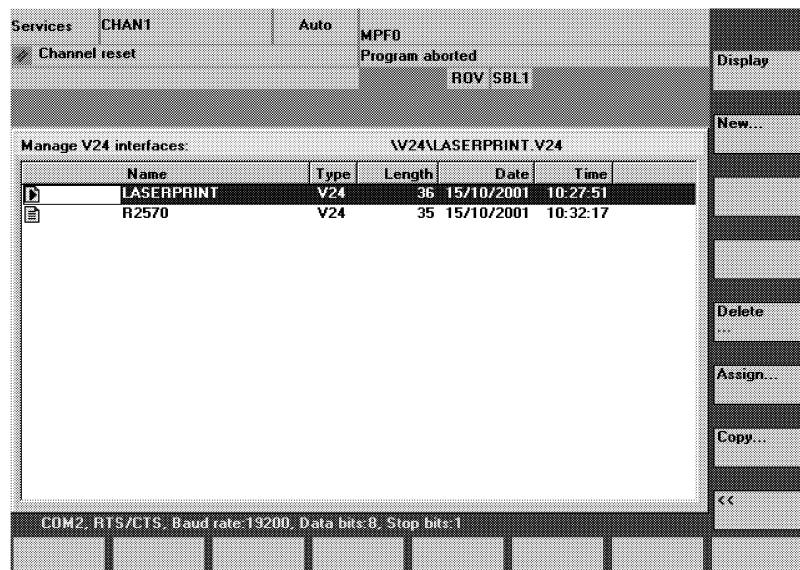 Services CHAN1 Auto MPF0
Channel reset Program aborted
ROV SBL1
Display
New...
Manage V24 interfaces: \V24\LASERPRINT.V24
Name Type Length Date Time
LASERPRINT V24 36 15/10/2001 10:27:51
R2570 V24 35 15/10/2001 10:32:17
Delete
...
Assign...
Copy...
<<
COM2, RTS/CTS, Baud rate:19200, Data bits:8, Stop bits:1